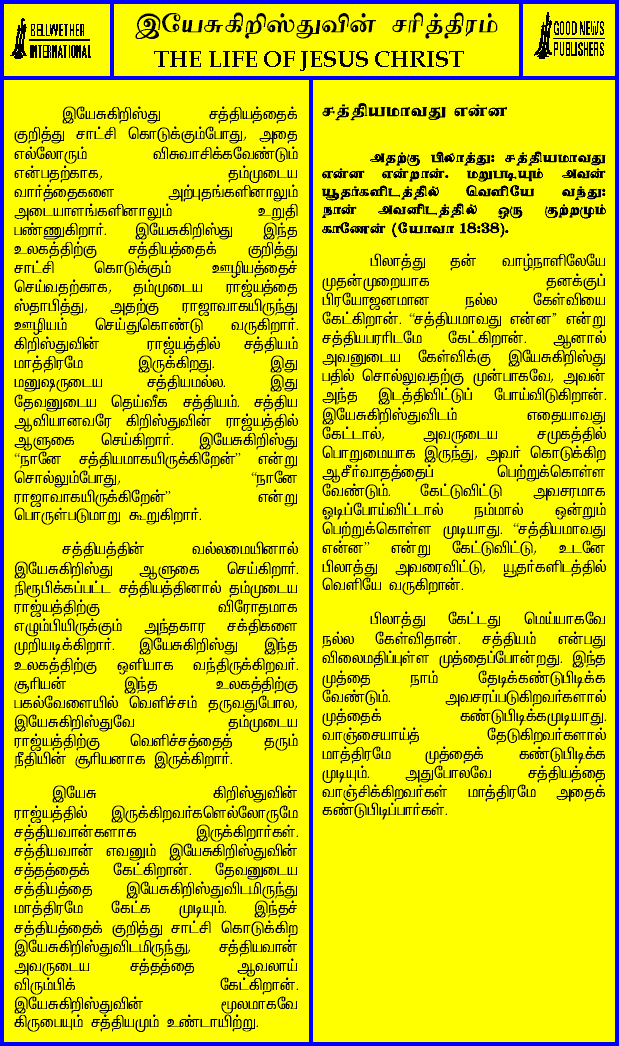 BELLWETHER
INTERNATIONAL
இயேசுகிறிஸ்துவின் சரித்திரம்
THE LIFE OF JESUS CHRIST
GOOD NEWS
PUBLISHERS
இயேசுகிறிஸ்து சத்தியத்தைக்
குறித்து சாட்சி கொடுக்கும்போது, அதை
எல்லோரும் விசுவாசிக்கவேண்டும்
என்பதற்காக, தம்முடைய
வார்த்தைகளை அற்புதங்களினாலும்
அடையாளங்களினாலும் உறுதி
பண்ணுகிறார். இயேசுகிறிஸ்து இந்த
உலகத்திற்கு சத்தியத்தைக் குறித்து
சாட்சி கொடுக்கும் ஊழியத்தைச்
செய்வதற்காக, தம்முடைய ராஜ்யத்தை
ஸ்தாபித்து, அதற்கு ராஜாவாகயிருந்து
ஊழியம் செய்துகொண்டு வருகிறார்.
கிறிஸ்துவின் ராஜ்யத்தில் சத்தியம்
மாத்திரமே இருக்கிறது. இது
மனுஷருடைய சத்தியமல்ல. இது
தேவனுடைய தெய்வீக சத்தியம். சத்திய
ஆவியானவரே கிறிஸ்துவின் ராஜ்யத்தில்
ஆளுகை செய்கிறார். இயேசுகிறிஸ்து
“நானே சத்தியமாகயிருக்கிறேன்” என்று
சொல்லும்போது, “நானே
ராஜாவாகயிருக்கிறேன்” என்று
பொருள்படுமாறு கூறுகிறார்.
சத்தியத்தின் வல்லமையினால்
இயேசுகிறிஸ்து ஆளுகை செய்கிறார்.
நிரூபிக்கப்பட்ட சத்தியத்தினால் தம்முடைய
ராஜ்யத்திற்கு விரோதமாக
எழும்பியிருக்கும் அந்தகார சக்திகளை
முறியடிக்கிறார். இயேசுகிறிஸ்து இந்த
உலகத்திற்கு ஒளியாக வந்திருக்கிறவர்.
சூரியன் இந்த உலகத்திற்கு
பகல்வேளையில் வெளிச்சம் தருவதுபோல,
இயேசுகிறிஸ்துவே தம்முடைய
ராஜ்யத்திற்கு வெளிச்சத்தைத் தரும்
நீதியின் சூரியனாக இருக்கிறார்.
இயேசு கிறிஸ்துவின்
ராஜ்யத்தில் இருக்கிறவர்களெல்லோருமே
சத்தியவான்களாக இருக்கிறார்கள்.
சத்தியவான் எவனும் இயேசுகிறிஸ்துவின்
சத்தத்தைக் கேட்கிறான். தேவனுடைய
சத்தியத்தை இயேசுகிறிஸ்துவிடமிருந்து
மாத்திரமே கேட்க முடியும். இந்தச்
சத்தியத்தைக் குறித்து சாட்சி கொடுக்கிற
இயேசுகிறிஸ்துவிடமிருந்து, சத்தியவான்
அவருடைய சத்தத்தை ஆவலாய்
விரும்பிக் கேட்கிறான்.
இயேசுகிறிஸ்துவின் மூலமாகவே
கிருபையும் சத்தியமும் உண்டாயிற்று.
சத்தியமாவது என்ன
அதற்கு பிலாத்து: சத்தியமாவது
என்ன என்றான். மறுபடியும் அவன்
யூதர்களிடத்தில் வெளியே வந்து:
நான் அவனிடத்தில் ஒரு குற்றமும்
காணேன் (யோவா 18:38).
பிலாத்து தன் வாழ்நாளிலேயே
முதன்முறையாக தனக்குப்
பிரயோஜனமான நல்ல கேள்வியை
கேட்கிறான். “சத்தியமாவது என்ன” என்று
சத்தியபரரிடமே கேட்கிறான். ஆனால்
அவனுடைய கேள்விக்கு இயேசுகிறிஸ்து
பதில் சொல்லுவதற்கு முன்பாகவே, அவன்
அந்த இடத்திவிட்டுப் போய்விடுகிறான்.
இயேசுகிறிஸ்துவிடம் எதையாவது
கேட்டால், அவருடைய சமுகத்தில்
பொறுமையாக இருந்து, அவர் கொடுக்கிற
ஆசீர்வாதத்தைப் பெற்றுக்கொள்ள
வேண்டும். கேட்டுவிட்டு அவசரமாக
ஓடிப்போய்விட்டால் நம்மால் ஒன்றும்
பெற்றுக்கொள்ள முடியாது. “சத்தியமாவது
என்ன” என்று கேட்டுவிட்டு, உடனே
பிலாத்து அவரைவிட்டு, யூதர்களிடத்தில்
வெளியே வருகிறான்.
பிலாத்து கேட்டது மெய்யாகவே
நல்ல கேள்விதான். சத்தியம் என்பது
விலைமதிப்புள்ள முத்தைப்போன்றது. இந்த
முத்தை நாம் தேடிக்கண்டுபிடிக்க
வேண்டும். அவசரப்படுகிறவர்களால்
முத்தைக் கண்டுபிடிக்கமுடியாது.
வாஞ்சையாய்த் தேடுகிறவர்களால்
மாத்திரமே முத்தைக் கண்டுபிடிக்க
முடியும். அதுபோலவே சத்தியத்தை
வாஞ்சிக்கிறவர்கள் மாத்திரமே அதைக்
கண்டுபிடிப்பார்கள்.